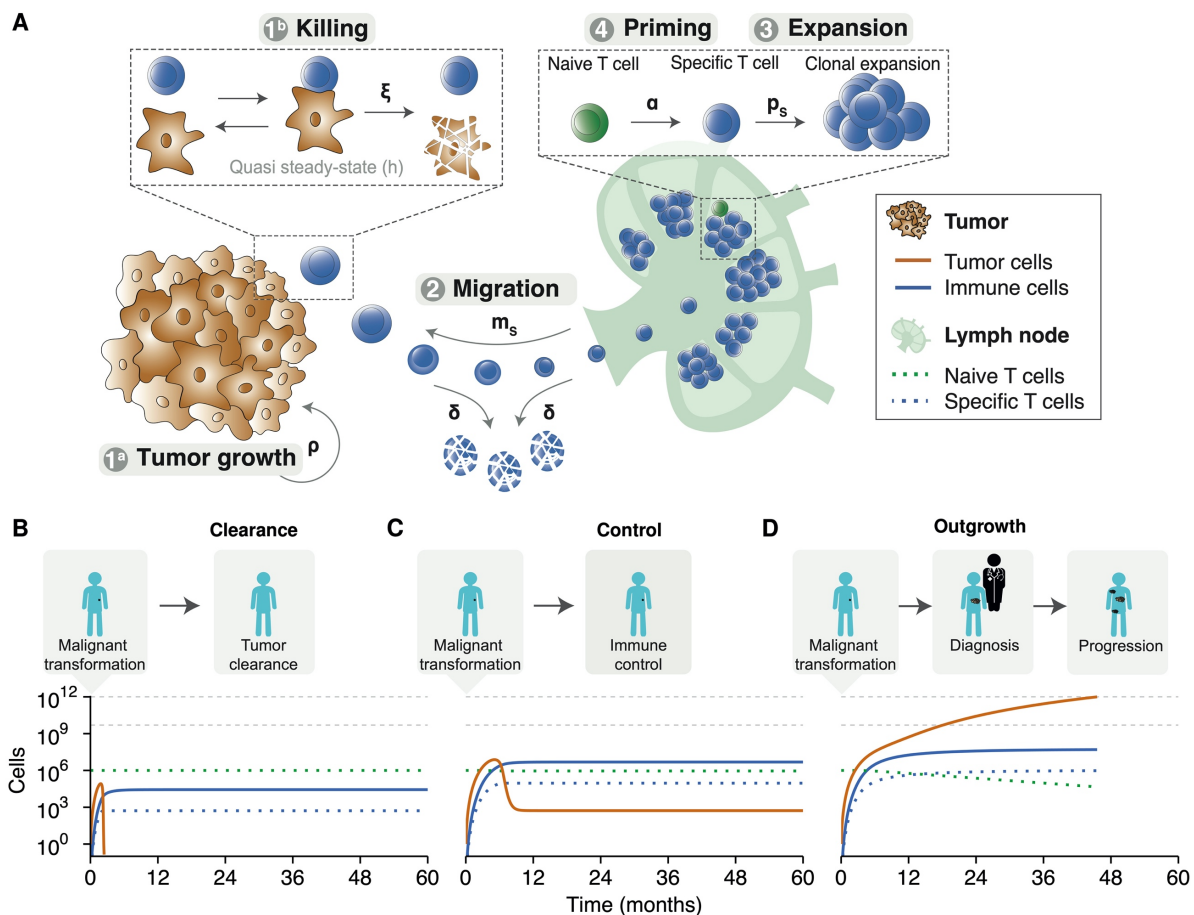 A
1b Killing
ξ
Quasi steady-state (h)
4 Priming
3 Expansion
Naive T cell
Specific T cell
Clonal expansion
α
pS
2 Migration
mS
δ
δ
1a Tumor growth
ρ
Tumor
Tumor cells
Immune cells
Lymph node
Naive T cells
Specific T cells
B
Clearance
Malignant
transformation
Tumor
clearance
C
Control
Malignant
transformation
Immune
control
D
Outgrowth
Malignant
transformation
Diagnosis
Progression
Cells
10^12
10^9
10^6
10^3
10^0
0 12 24 36 48 60
0 12 24 36 48 60
0 12 24 36 48 60
Time (months)